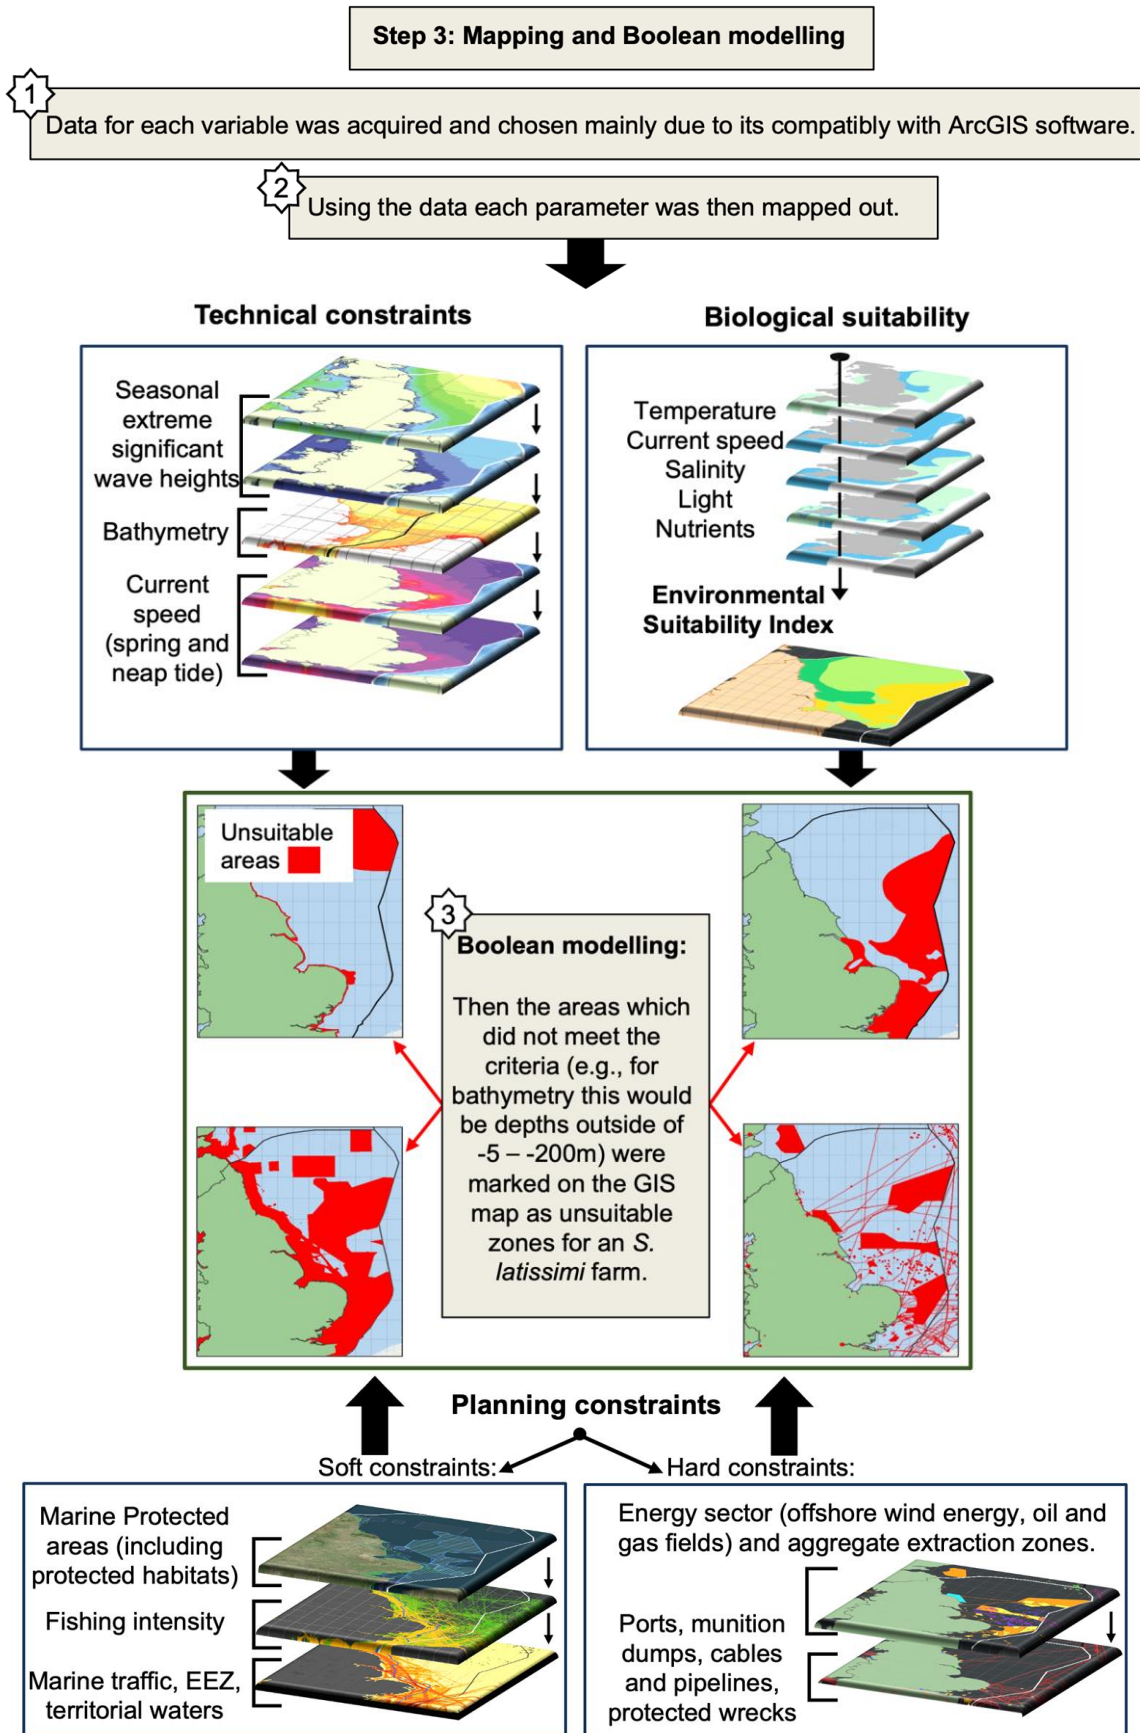 Step 3: Mapping and Boolean modelling
1
Data for each variable was acquired and chosen mainly due to its compatibly with ArcGIS software.
2
Using the data each parameter was then mapped out.
Technical constraints
Seasonal
extreme
significant
wave heights
Bathymetry
Current
speed
(spring and
neap tide)
Biological suitability
Temperature
Current speed
Salinity
Light
Nutrients
Environmental
Suitability Index
Unsuitable
areas
3
Boolean modelling:
Then the areas which
did not meet the
criteria (e.g., for
bathymetry this would
be depths outside of
-5 – -200m) were
marked on the GIS
map as unsuitable
zones for an S.
latissimi farm.
Planning constraints
Soft constraints:
Marine Protected
areas (including
protected habitats)
Fishing intensity
Marine traffic, EEZ,
territorial waters
Hard constraints:
Energy sector (offshore wind energy, oil and
gas fields) and aggregate extraction zones.
Ports, munition
dumps, cables
and pipelines,
protected wrecks